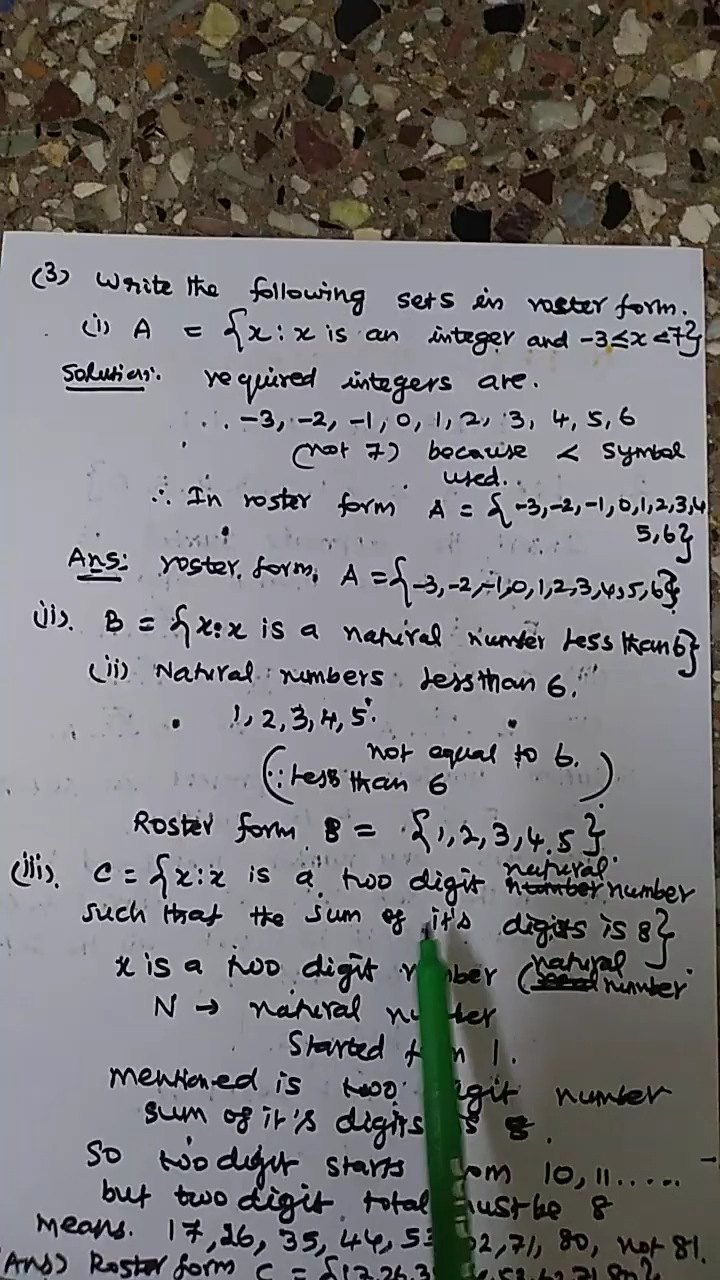 (3) Write the following sets in roster form.
(i) A = {x : x is an integer and -3≤x<7}
Solution:. required integers are.
∴ . -3, -2, -1, 0, 1, 2, 3, 4, 5, 6
(not 7) because < symbol
used..
∴ In roster form A = {-3,-2,-1,0,1,2,3,4
5,6}
Ans: roster form, A = {-3,-2,-1,0,1,2,3,4,5,6}
(ii). B = {x:x is a natural number less than 6}
(ii) Natural numbers less than 6.
1, 2, 3, 4, 5.
not equal to 6.
(∵ less than 6)
Roster form B = {1, 2, 3, 4. 5}
(iii). C = {x:x is a two digit natural number
such that the sum of it's digits is 8}
x is a two digit (natural number
N → natural
Started 1.
mentioned is two number
sum of it's digits 8.
So two digit starts 10, 11.....
but two digit total must be 8
means. 17, 26, 35, 44, 71, 80, not 81.
(Ans) Roster form C =